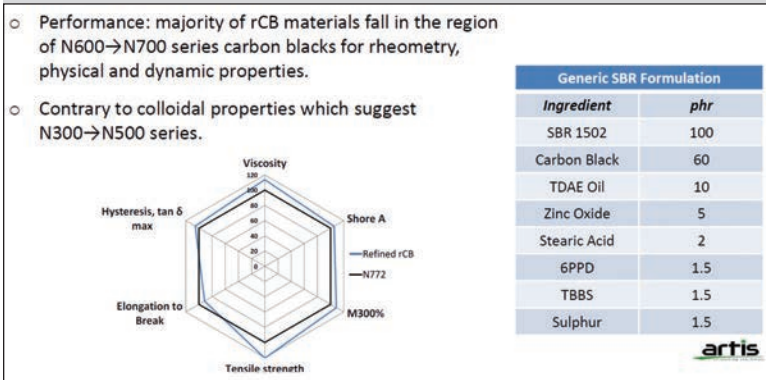 ○ Performance: majority of rCB materials fall in the region
of N600→N700 series carbon blacks for rheometry,
physical and dynamic properties.
○ Contrary to colloidal properties which suggest
N300→N500 series.
Viscosity
120
100
80
60
40
20
0
Hysteresis, tan δ
max
Shore A
Refined rCB
N772
Elongation to
Break
M300%
Tensile strength
Generic SBR Formulation
Ingredient phr
SBR 1502 100
Carbon Black 60
TDAE Oil 10
Zinc Oxide 5
Stearic Acid 2
6PPD 1.5
TBBS 1.5
Sulphur 1.5
artis